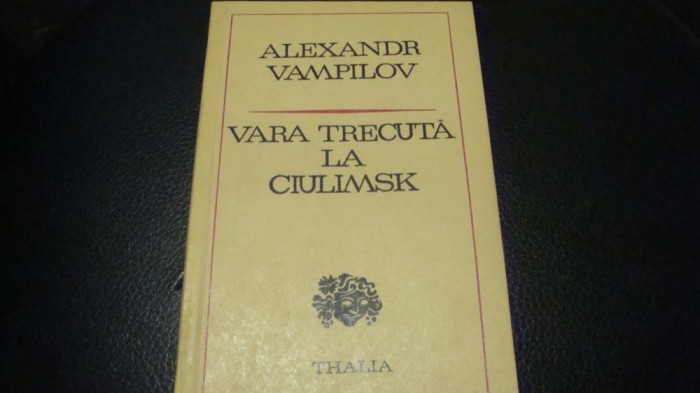 ALEXANDR
VAMPILOV
VARA TRECUTĂ
LA
CIULIMSK
THALIA